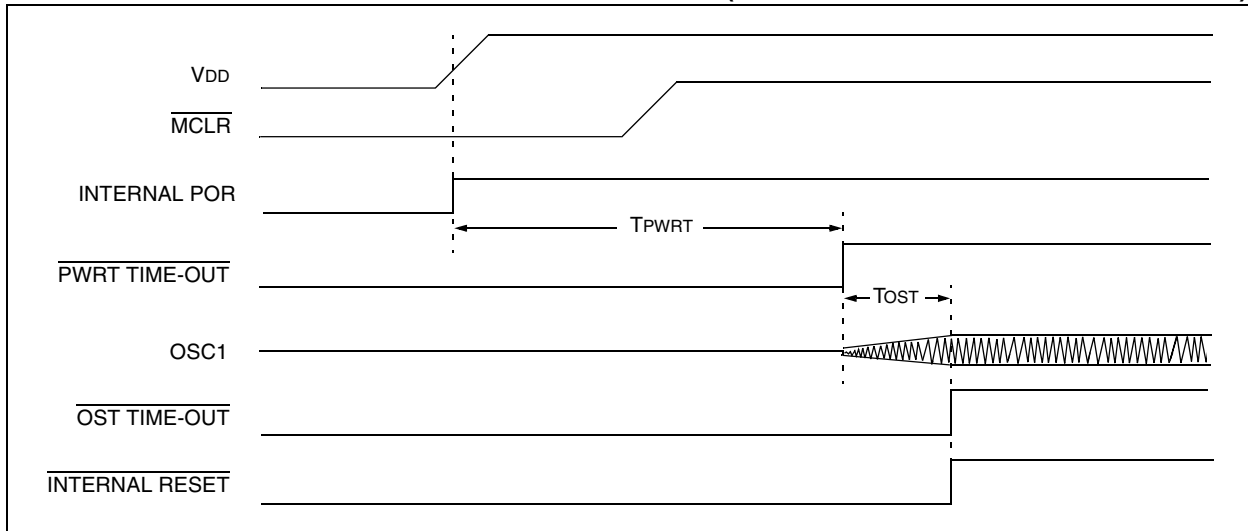 VDD
MCLR
INTERNAL POR
TPWRT
PWRT TIME-OUT
TOST
OSC1
OST TIME-OUT
INTERNAL RESET